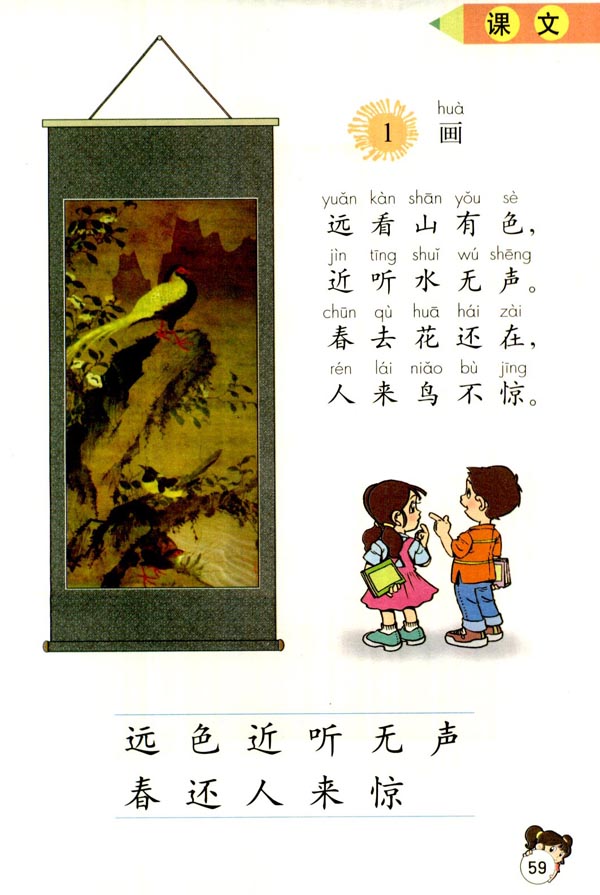 课文
huà
1 画
yuǎn kàn shān yǒu sè
远看山有色，
jìn tīng shuǐ wú shēng
近听水无声。
chūn qù huā hái zài
春去花还在，
rén lái niǎo bù jīng
人来鸟不惊。
远色近听无声
春还人来惊
59